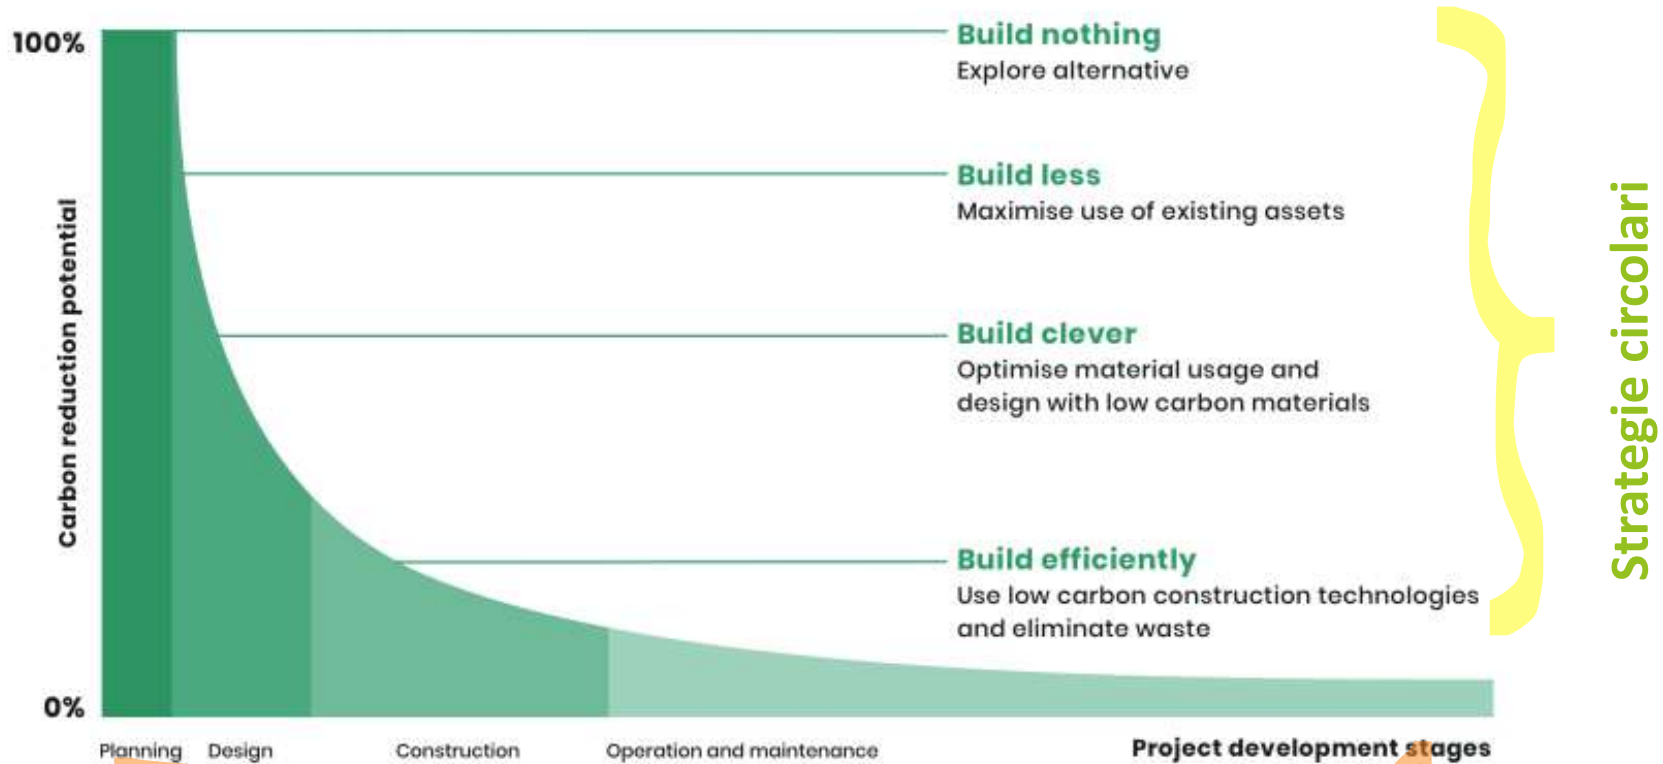 100%
Build nothing
Explore alternative
Build less
Maximise use of existing assets
Carbon reduction potential
Build clever
Optimise material usage and
design with low carbon materials
Build efficiently
Use low carbon construction technologies
and eliminate waste
Strategie circolari
0%
Planning
Design
Construction
Operation and maintenance
Project development stages